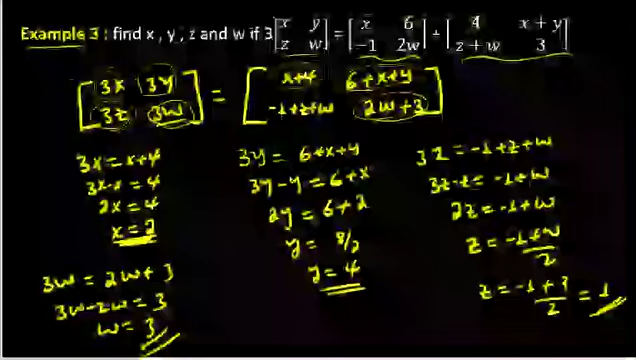 Example 3 : find x , y , z and w if 3 [x y; z w] = [x 6; -1 2w] + [4 x + y; z + w 3]
[3x 3y; 3z 3w] = [x+4 6+x+y; -1+z+w 2w+3]
3x = x+4
3x-x = 4
2x = 4
x = 2
3w = 2w+3
3w-2w = 3
w = 3
3y = 6+x+y
3y-y = 6+x
2y = 6+2
y = 8/2
y = 4
3z = -1+z+w
3z-z = -1+w
2z = -1+w
z = -1+w/2
z = -1+3/2 = 1